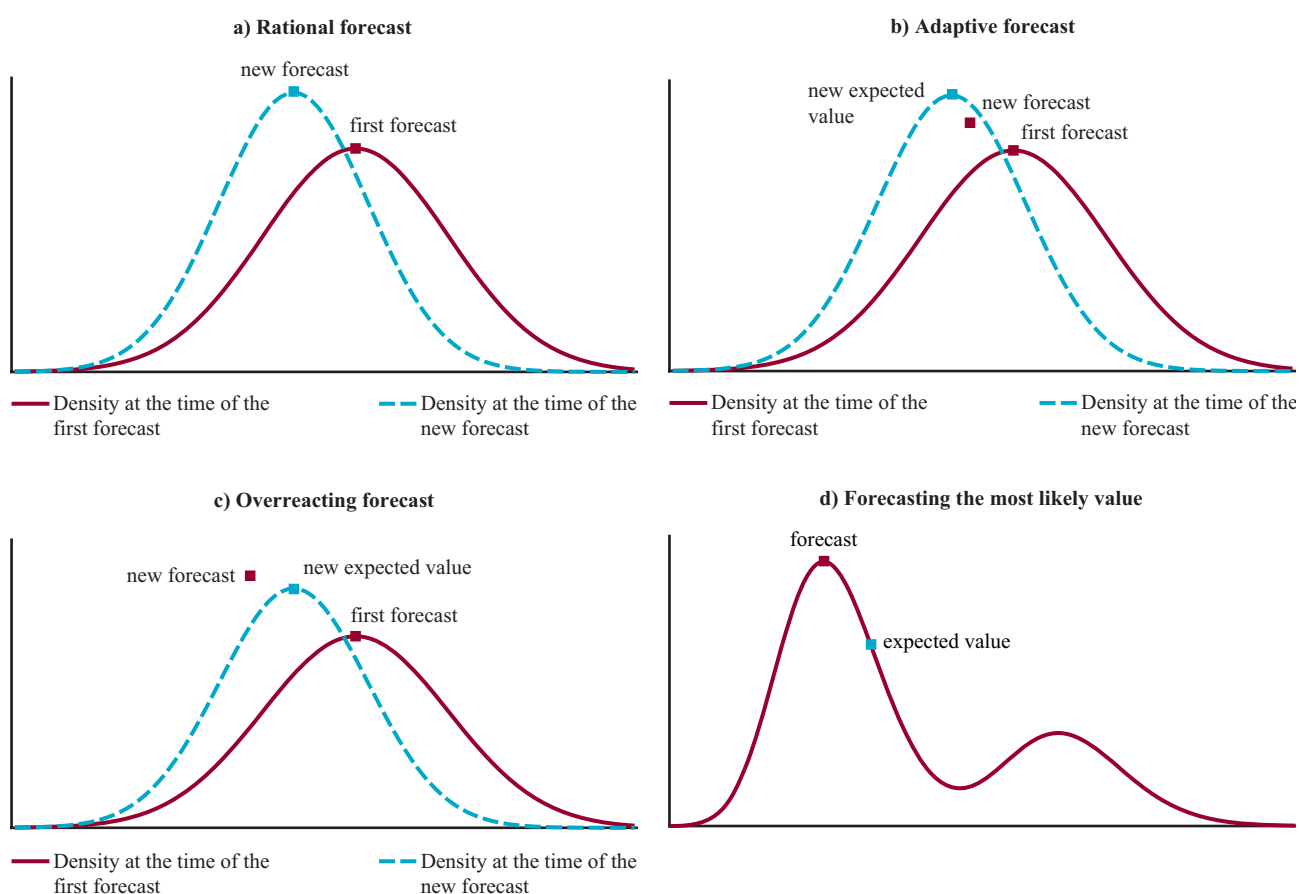 a) Rational forecast
new forecast
first forecast
Density at the time of the
first forecast
Density at the time of the
new forecast
b) Adaptive forecast
new expected
value
new forecast
first forecast
Density at the time of the
first forecast
Density at the time of the
new forecast
c) Overreacting forecast
new forecast
new expected value
first forecast
Density at the time of the
first forecast
Density at the time of the
new forecast
d) Forecasting the most likely value
forecast
expected value